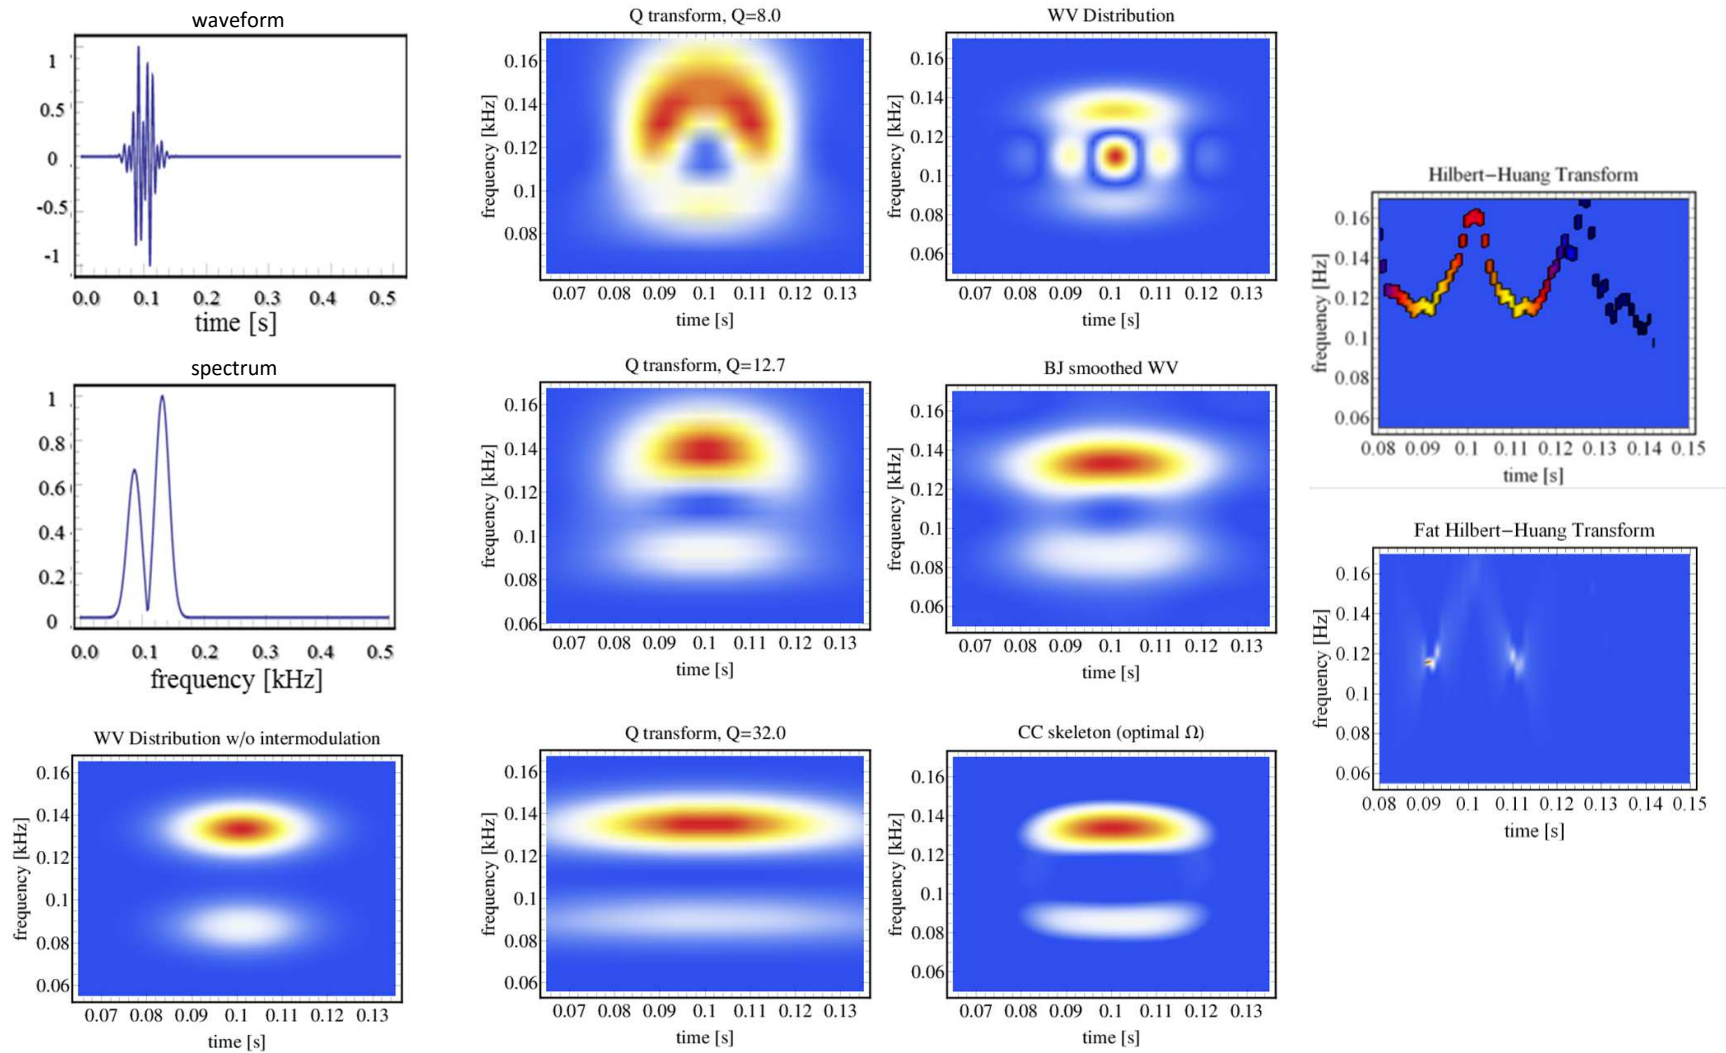 waveform
1
0.5
0
-0.5
-1
0.0 0.1 0.2 0.3 0.4 0.5
time [s]
spectrum
1
0.8
0.6
0.4
0.2
0
0.0 0.1 0.2 0.3 0.4 0.5
frequency [kHz]
WV Distribution w/o intermodulation
frequency [kHz]
0.16
0.14
0.12
0.1
0.08
0.06
0.07 0.08 0.09 0.1 0.11 0.12 0.13
time [s]
Q transform, Q=8.0
frequency [kHz]
0.16
0.14
0.12
0.1
0.08
0.07 0.08 0.09 0.1 0.11 0.12 0.13
time [s]
Q transform, Q=12.7
frequency [kHz]
0.16
0.14
0.12
0.1
0.08
0.06
0.07 0.08 0.09 0.1 0.11 0.12 0.13
time [s]
Q transform, Q=32.0
frequency [kHz]
0.16
0.14
0.12
0.1
0.08
0.06
0.07 0.08 0.09 0.1 0.11 0.12 0.13
time [s]
WV Distribution
frequency [kHz]
0.16
0.14
0.12
0.1
0.08
0.06
0.07 0.08 0.09 0.1 0.11 0.12 0.13
time [s]
BJ smoothed WV
frequency [kHz]
0.16
0.14
0.12
0.1
0.08
0.06
0.07 0.08 0.09 0.1 0.11 0.12 0.13
time [s]
CC skeleton (optimal Ω)
frequency [kHz]
0.16
0.14
0.12
0.1
0.08
0.06
0.07 0.08 0.09 0.1 0.11 0.12 0.13
time [s]
Hilbert−Huang Transform
frequency [Hz]
0.16
0.14
0.12
0.1
0.08
0.06
0.08 0.09 0.1 0.11 0.12 0.13 0.14 0.15
time [s]
Fat Hilbert−Huang Transform
frequency [Hz]
0.16
0.14
0.12
0.1
0.08
0.06
0.08 0.09 0.1 0.11 0.12 0.13 0.14 0.15
time [s]